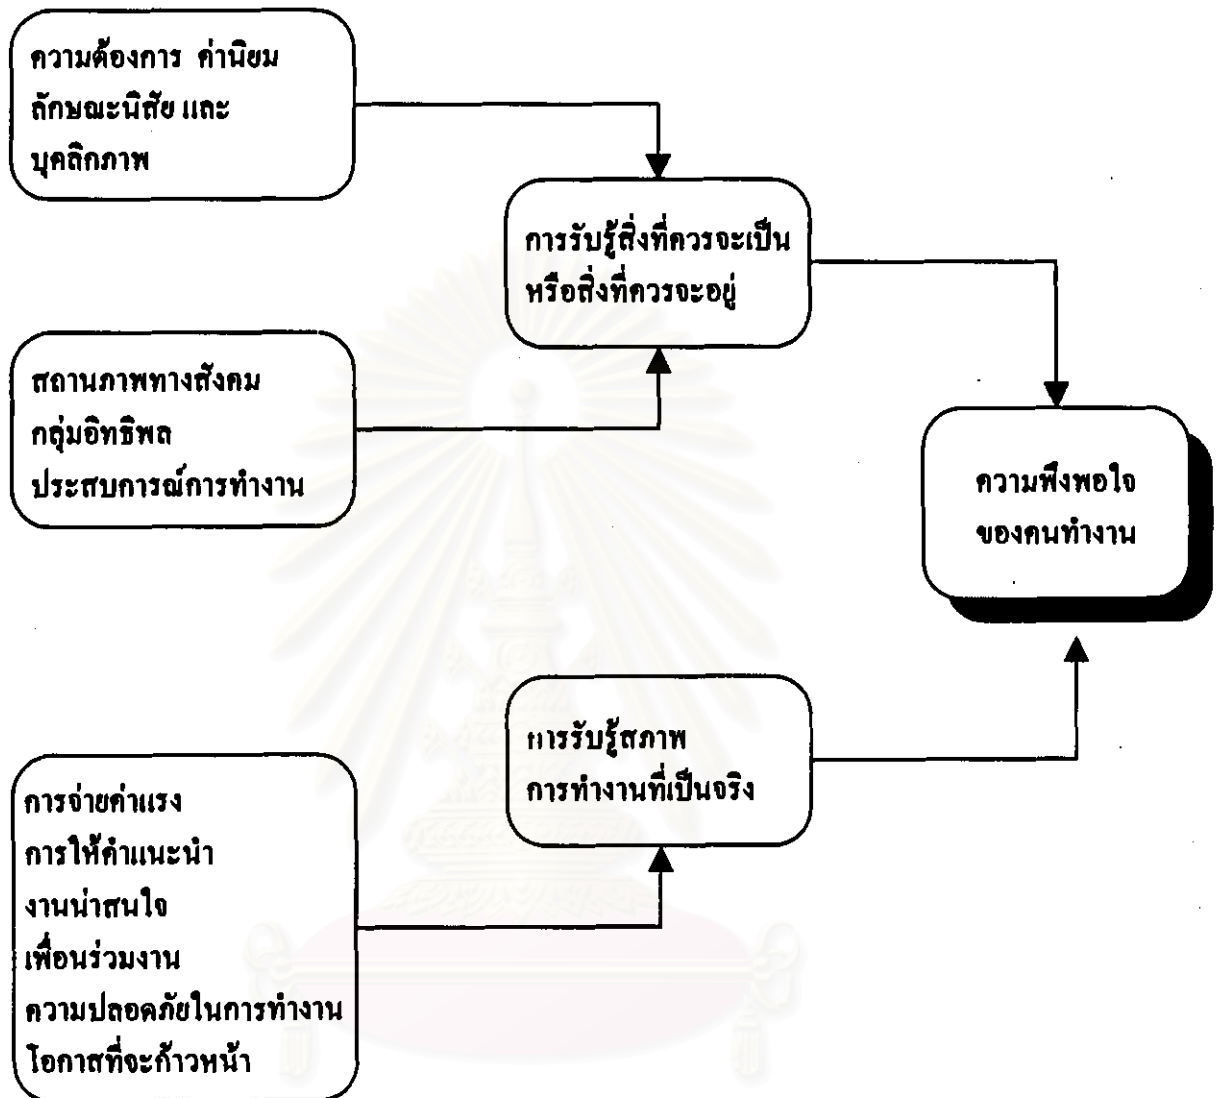 ความต้องการ ค่านิยม
ลักษณะนิสัย และ
บุคลิกภาพ
การรับรู้สิ่งที่ควรจะเป็น
หรือสิ่งที่ควรจะอยู่
สถานภาพทางสังคม
กลุ่มอิทธิพล
ประสบการณ์การทำงาน
ความพึงพอใจ
ของคนทำงาน
การรับรู้สภาพ
การทำงานที่เป็นจริง
การจ่ายค่าแรง
การให้คำแนะนำ
งานน่าสนใจ
เพื่อนร่วมงาน
ความปลอดภัยในการทำงาน
โอกาสที่จะก้าวหน้า